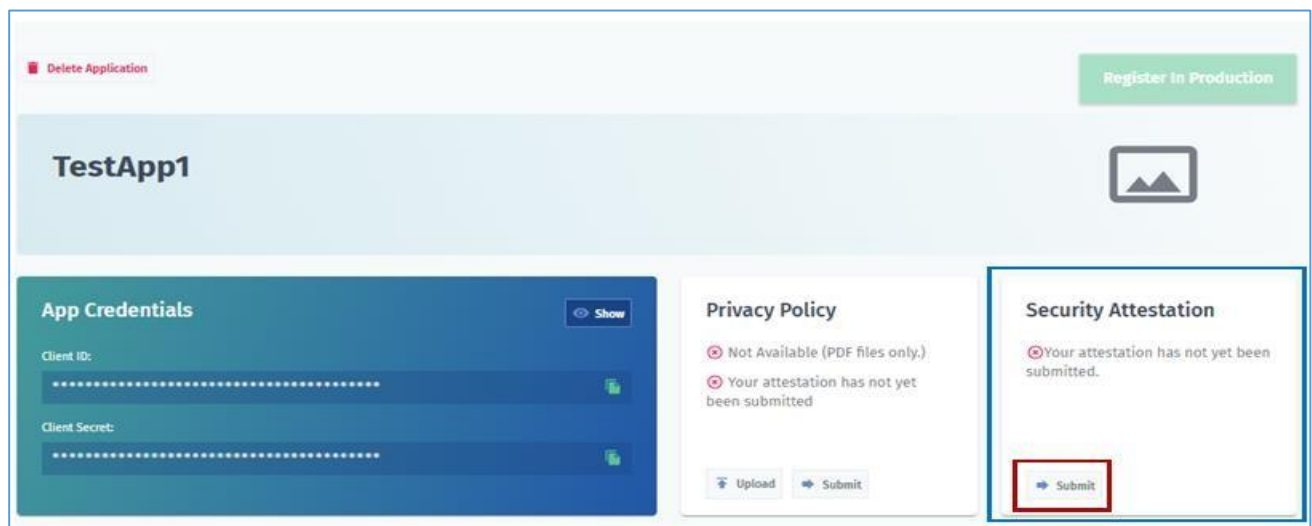 Delete Application
Register In Production
TestApp1
App Credentials
Show
Client ID:
****************************************
Client Secret:
****************************************
Privacy Policy
Not Available (PDF files only.)
Your attestation has not yet
been submitted
Upload
Submit
Security Attestation
Your attestation has not yet been
submitted.
Submit